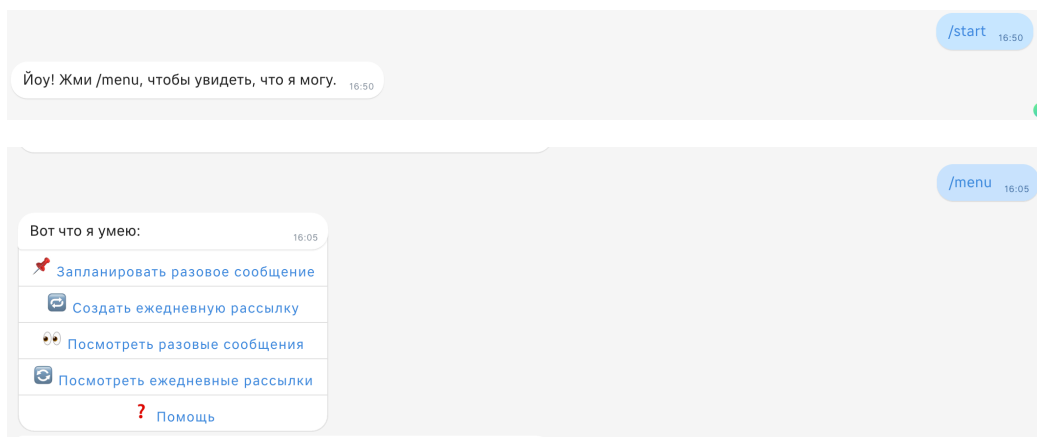 /start 16:50
Йоу! Жми /menu, чтобы увидеть, что я могу. 16:50
/menu 16:05
Вот что я умею: 16:05
📌 Запланировать разовое сообщение
🔁 Создать ежедневную рассылку
👀 Посмотреть разовые сообщения
🔄 Посмотреть ежедневные рассылки
❓ Помощь